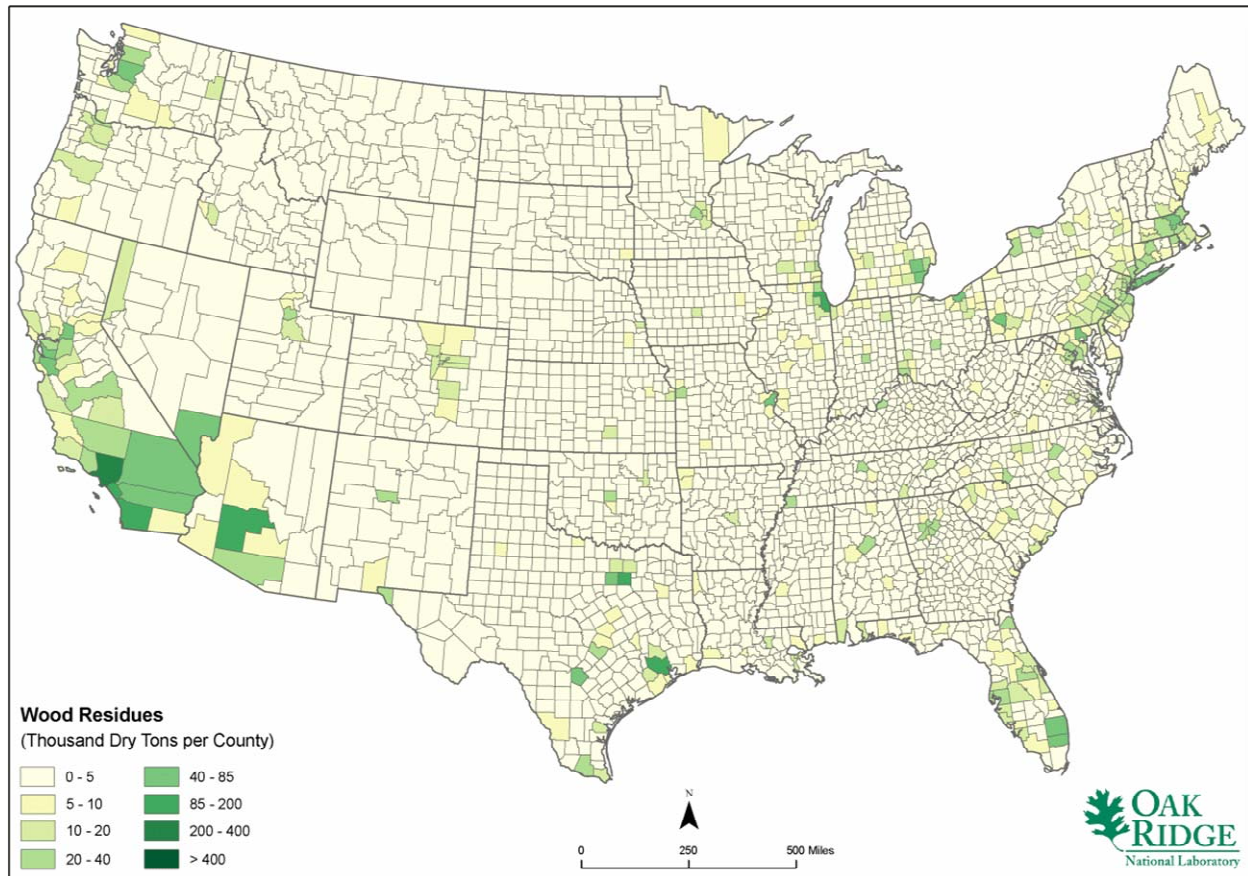 Wood Residues
(Thousand Dry Tons per County)
0 - 5
5 - 10
10 - 20
20 - 40
40 - 85
85 - 200
200 - 400
> 400
N
0 250 500 Miles
OAK
RIDGE
National Laboratory